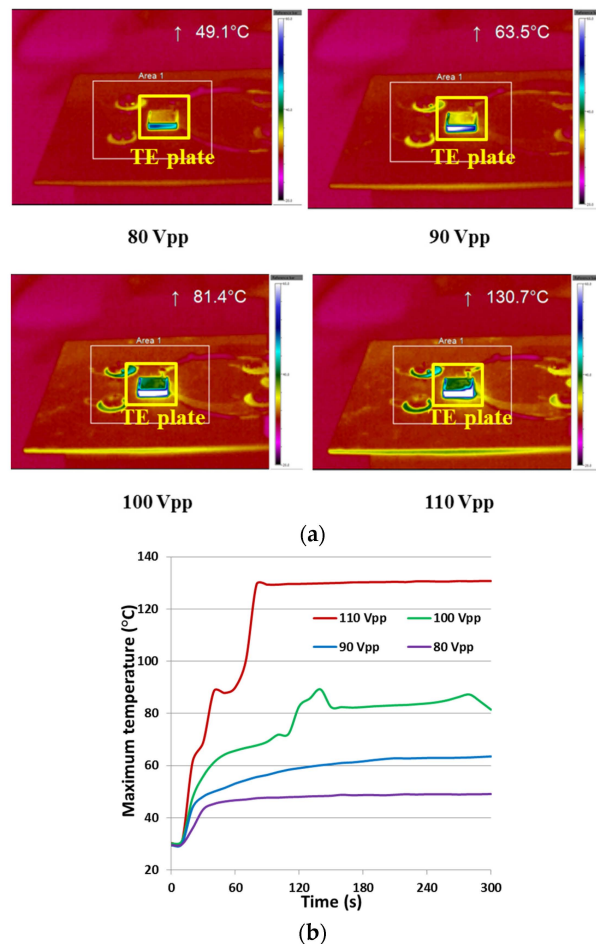 ↑ 49.1°C
Area 1
TE plate
80 Vpp
↑ 63.5°C
Area 1
TE plate
90 Vpp
↑ 81.4°C
Area 1
TE plate
100 Vpp
↑ 130.7°C
Area 1
TE plate
110 Vpp
(a)
Maximum temperature (°C)
140
120
100
80
60
40
20
110 Vpp
100 Vpp
90 Vpp
80 Vpp
0
60
120
180
240
300
Time (s)
(b)